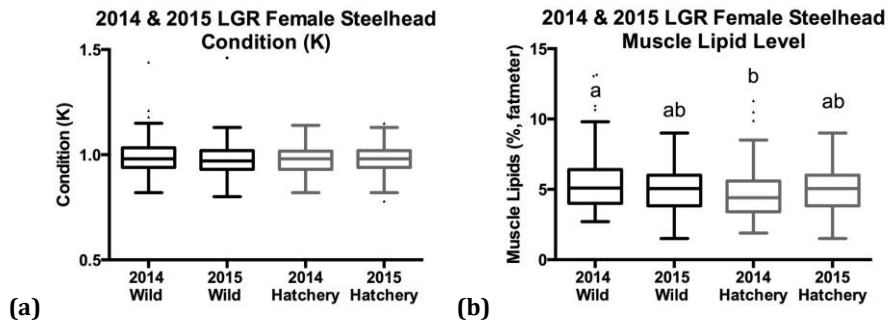 2014 & 2015 LGR Female Steelhead
Condition (K)
1.5
1.0
0.5
Condition (K)
2014
Wild
2015
Wild
2014
Hatchery
2015
Hatchery
(a)
2014 & 2015 LGR Female Steelhead
Muscle Lipid Level
15
10
5
0
Muscle Lipids (%, fatmeter)
a
ab
b
ab
2014
Wild
2015
Wild
2014
Hatchery
2015
Hatchery
(b)